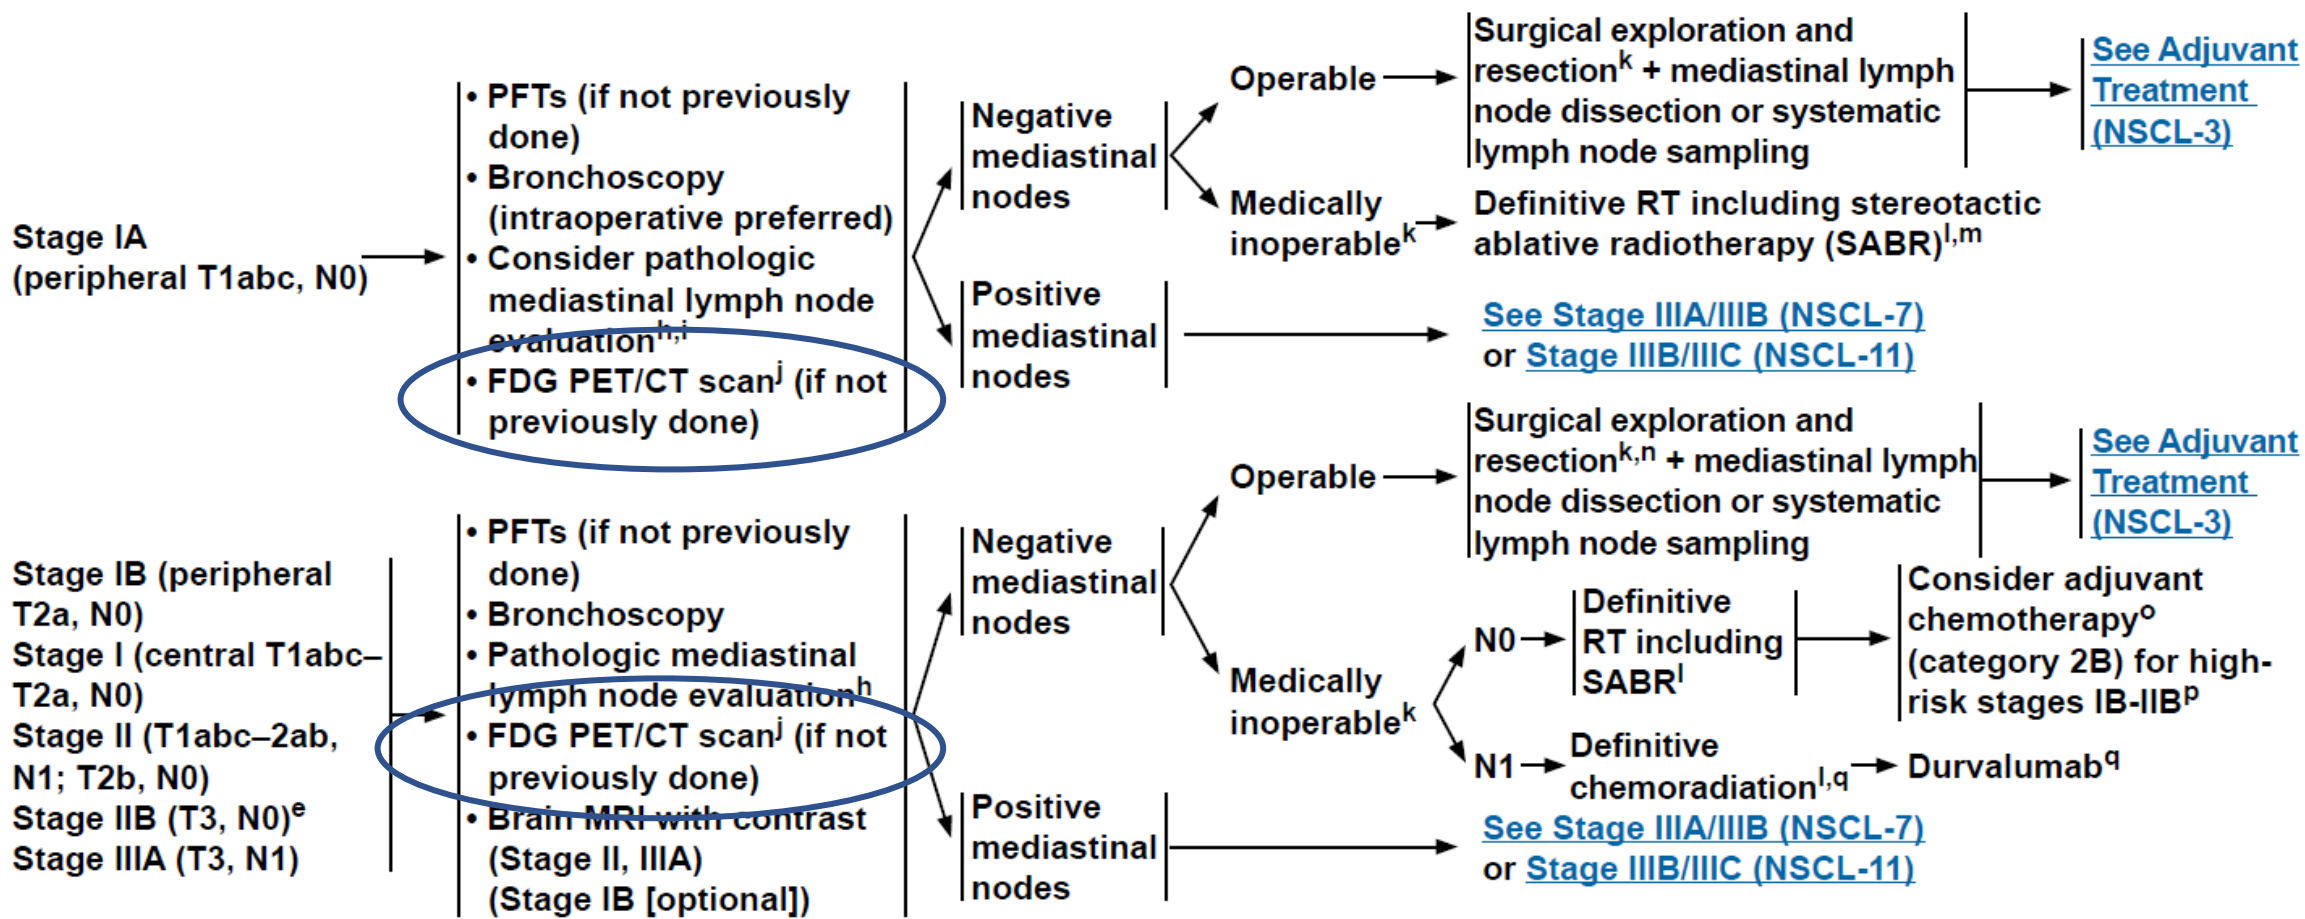 Stage IA
(peripheral T1abc, N0)
• PFTs (if not previously
done)
• Bronchoscopy
(intraoperative preferred)
• Consider pathologic
mediastinal lymph node
evaluationh,i
• FDG PET/CT scanj (if not
previously done)
Negative
mediastinal
nodes
Positive
mediastinal
nodes
Operable
Medically
inoperablek
Surgical exploration and
resectionk + mediastinal lymph
node dissection or systematic
lymph node sampling
See Adjuvant
Treatment
(NSCL-3)
Definitive RT including stereotactic
ablative radiotherapy (SABR)l,m
See Stage IIIA/IIIB (NSCL-7)
or Stage IIIB/IIIC (NSCL-11)
Stage IB (peripheral
T2a, N0)
Stage I (central T1abc–
T2a, N0)
Stage II (T1abc–2ab,
N1; T2b, N0)
Stage IIB (T3, N0)e
Stage IIIA (T3, N1)
• PFTs (if not previously
done)
• Bronchoscopy
• Pathologic mediastinal
lymph node evaluationh
• FDG PET/CT scanj (if not
previously done)
• Brain MRI with contrast
(Stage II, IIIA)
(Stage IB [optional])
Negative
mediastinal
nodes
Positive
mediastinal
nodes
Operable
Medically
inoperablek
Surgical exploration and
resectionk,n + mediastinal lymph
node dissection or systematic
lymph node sampling
See Adjuvant
Treatment
(NSCL-3)
N0
Definitive
RT including
SABRl
Consider adjuvant
chemotherapyo
(category 2B) for high-
risk stages IB-IIBp
N1
Definitive
chemoradiationl,q
Durvalumabq
See Stage IIIA/IIIB (NSCL-7)
or Stage IIIB/IIIC (NSCL-11)